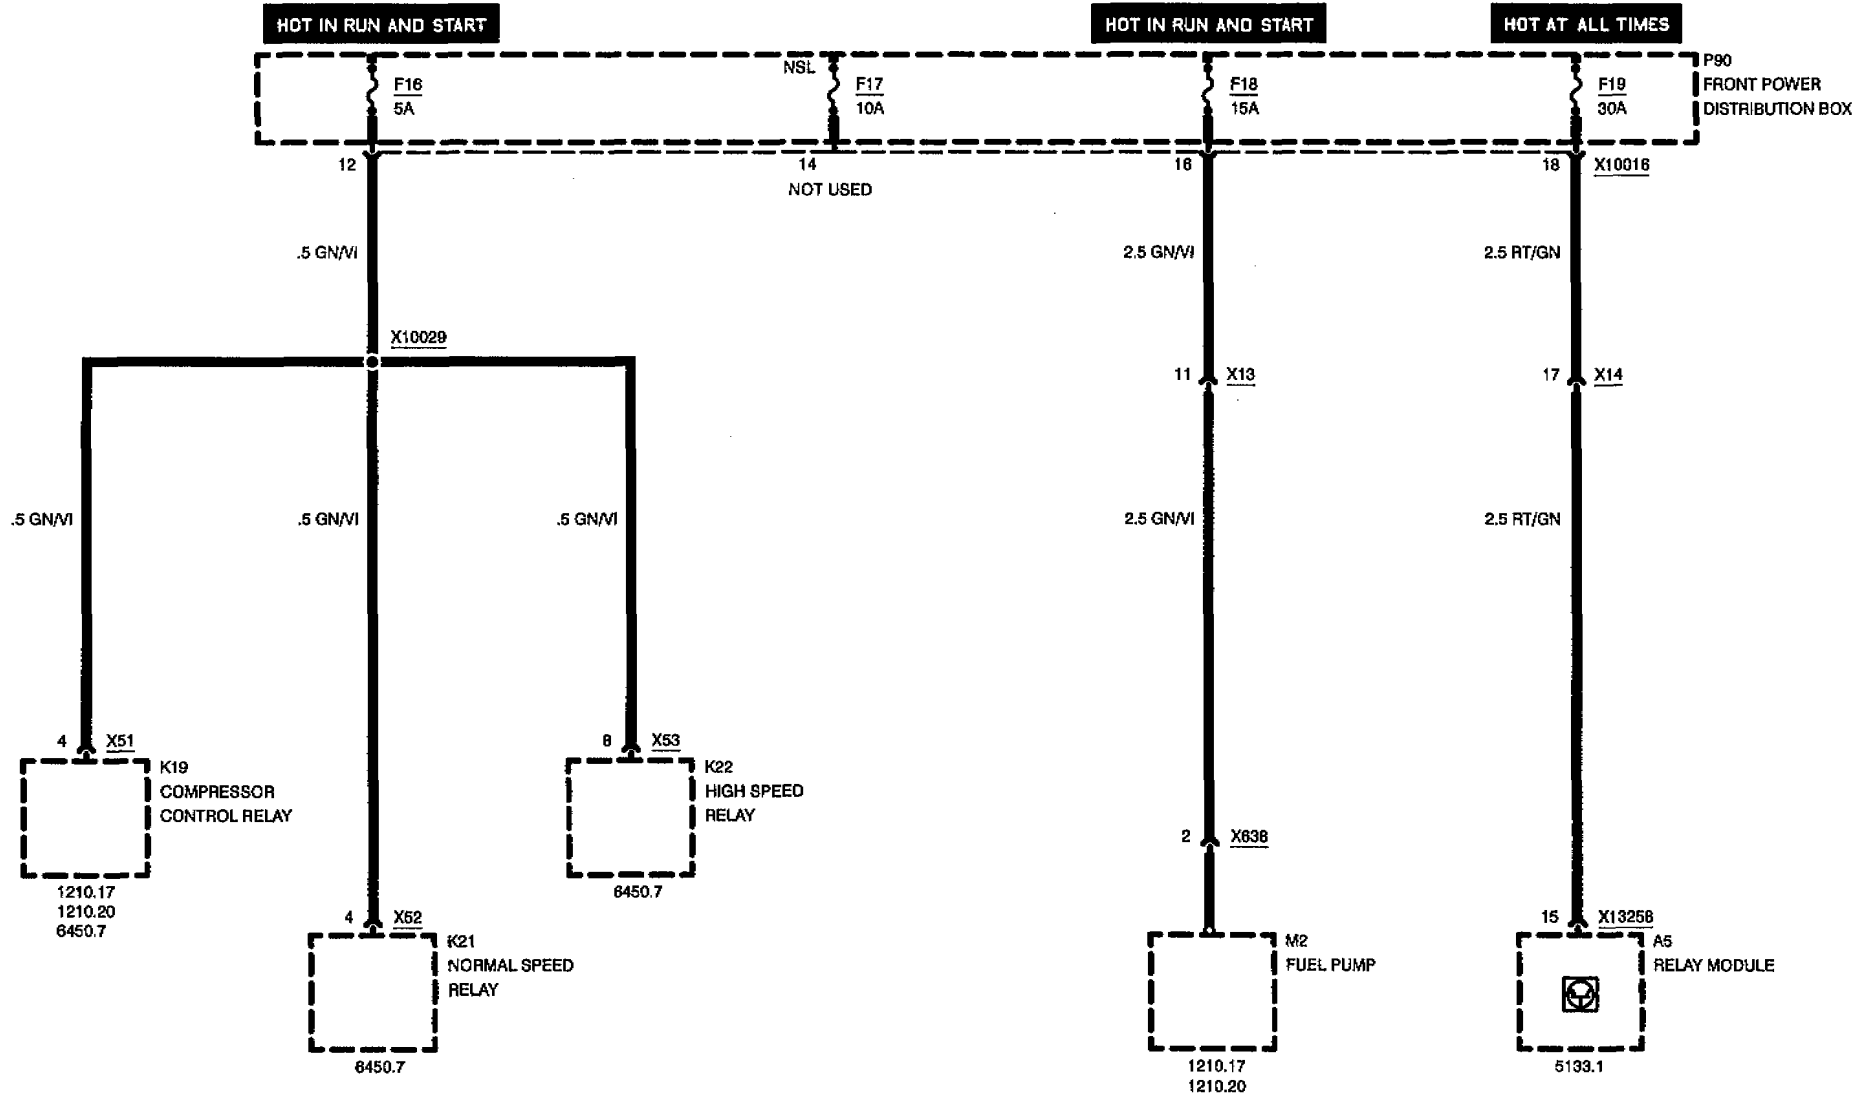 HOT IN RUN AND START
HOT IN RUN AND START
HOT AT ALL TIMES
P90
FRONT POWER
DISTRIBUTION BOX
NSL
F16
5A
F17
10A
F18
15A
F19
30A
12
14
16
18
X10016
NOT USED
.5 GN/VI
2.5 GN/VI
2.5 RT/GN
X10029
11
X13
17
X14
.5 GN/VI
.5 GN/VI
.5 GN/VI
2.5 GN/VI
2.5 RT/GN
4
X51
8
X53
K19
COMPRESSOR
CONTROL RELAY
K22
HIGH SPEED
RELAY
2
X638
1210.17
1210.20
6450.7
6450.7
4
X52
15
X13258
K21
NORMAL SPEED
RELAY
M2
FUEL PUMP
A5
RELAY MODULE
6450.7
1210.17
1210.20
5133.1